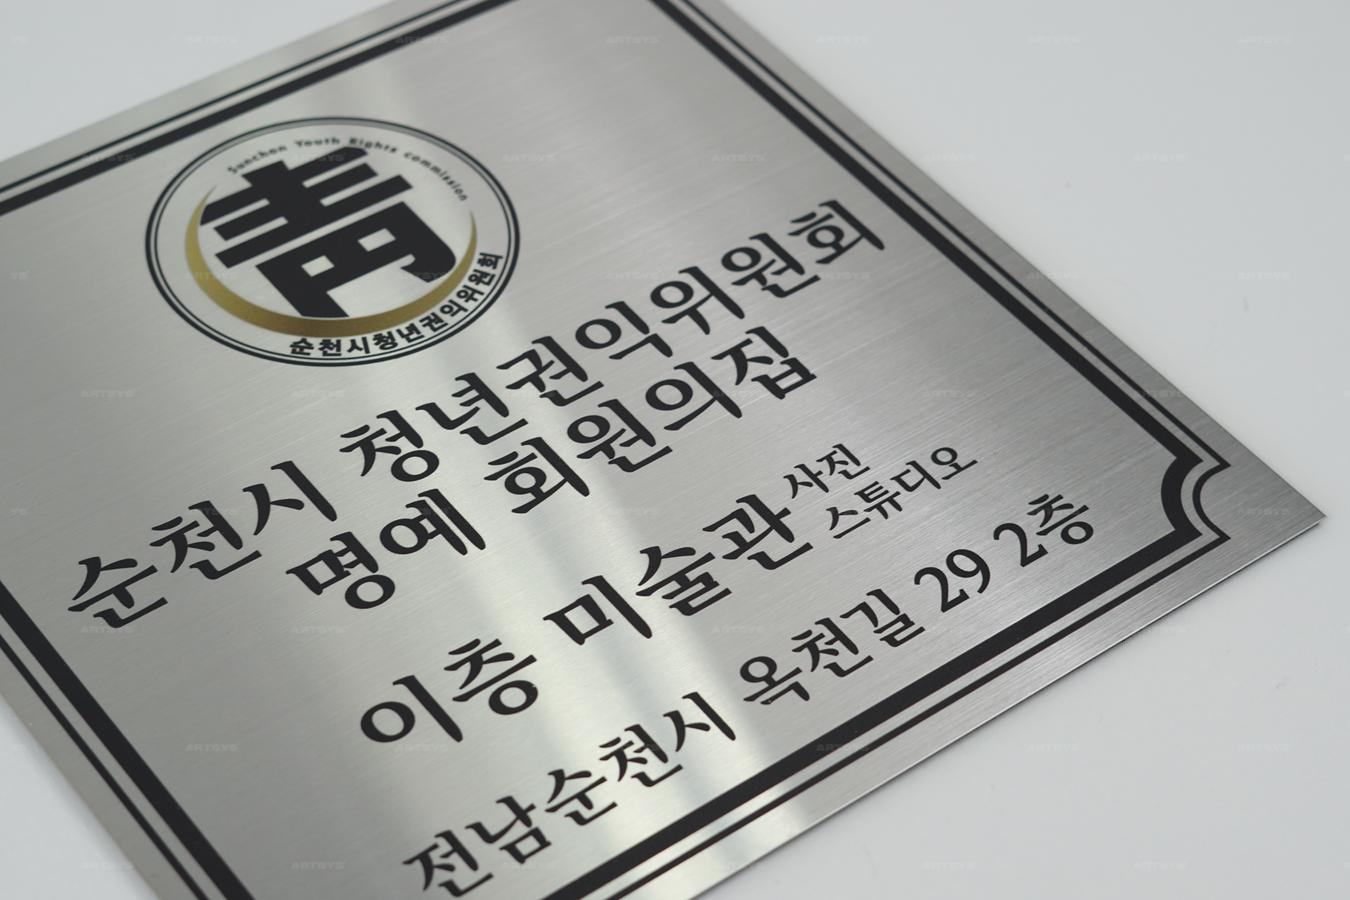 Sunchon Youth Rights commission
靑
순천시청년권익위원회
순천시 청년권익위원회
명예 회원의집
이층 미술관 사진
스튜디오
전남순천시 옥천길 29 2층
ARTSYS